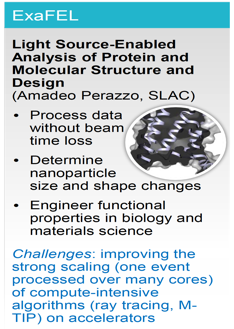 ExaFEL
Light Source-Enabled
Analysis of Protein and
Molecular Structure and
Design
(Amadeo Perazzo, SLAC)
• Process data
without beam
time loss
• Determine
nanoparticle
size and shape changes
• Engineer functional
properties in biology and
materials science
Challenges: improving the
strong scaling (one event
processed over many cores)
of compute-intensive
algorithms (ray tracing, M-
TIP) on accelerators